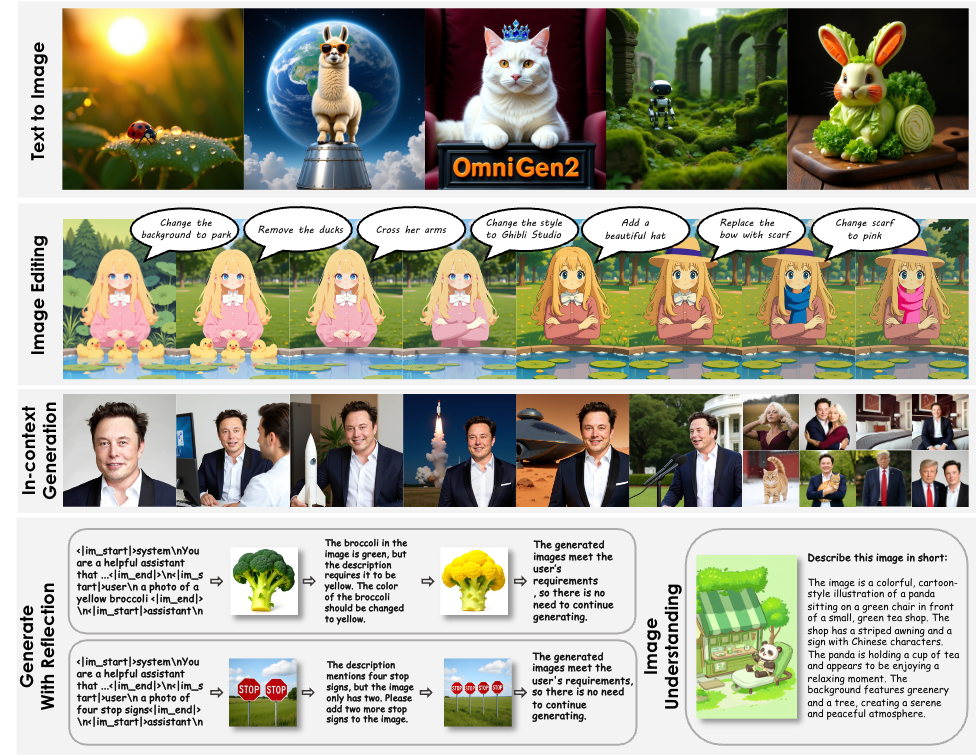 Text to Image
OmniGen2
Image Editing
Change the
background to park
Remove the ducks
Cross her arms
Change the style
to Ghibli Studio
Add a
beautiful hat
Replace the
bow with scarf
Change scarf
to pink
In-context
Generation
Generate
With Reflection
<|im_start|>system\nYou
are a helpful assistant
that ...<|im_end|>\n<|im_s
tart|>user\n a photo of a
yellow broccoli <|im_end|>
\n<|im_start|>assistant\n
The broccoli in the
image is green, but
the description
requires it to be
yellow. The color
of the broccoli
should be changed
to yellow.
The generated
images meet the
user's
requirements
, so there is no
need to continue
generating.
<|im_start|>system\nYou
are a helpful assistant
that ...<|im_end|>\n<|im_s
tart|>user\n a photo of
four stop signs<|im_end|>
\n<|im_start|>assistant\n
STOP
STOP
The description
mentions four stop
signs, but the image
only has two. Please
add two more stop
signs to the image.
STOP
STOP
STOP
STOP
The generated
images meet the
user's requirements,
so there is no need
to continue
generating.
Image
Understanding
Describe this image in short:
The image is a colorful, cartoon-
style illustration of a panda
sitting on a green chair in front
of a small, green tea shop. The
shop has a striped awning and a
sign with Chinese characters.
The panda is holding a cup of tea
and appears to be enjoying a
relaxing moment. The
background features greenery
and a tree, creating a serene
and peaceful atmosphere.